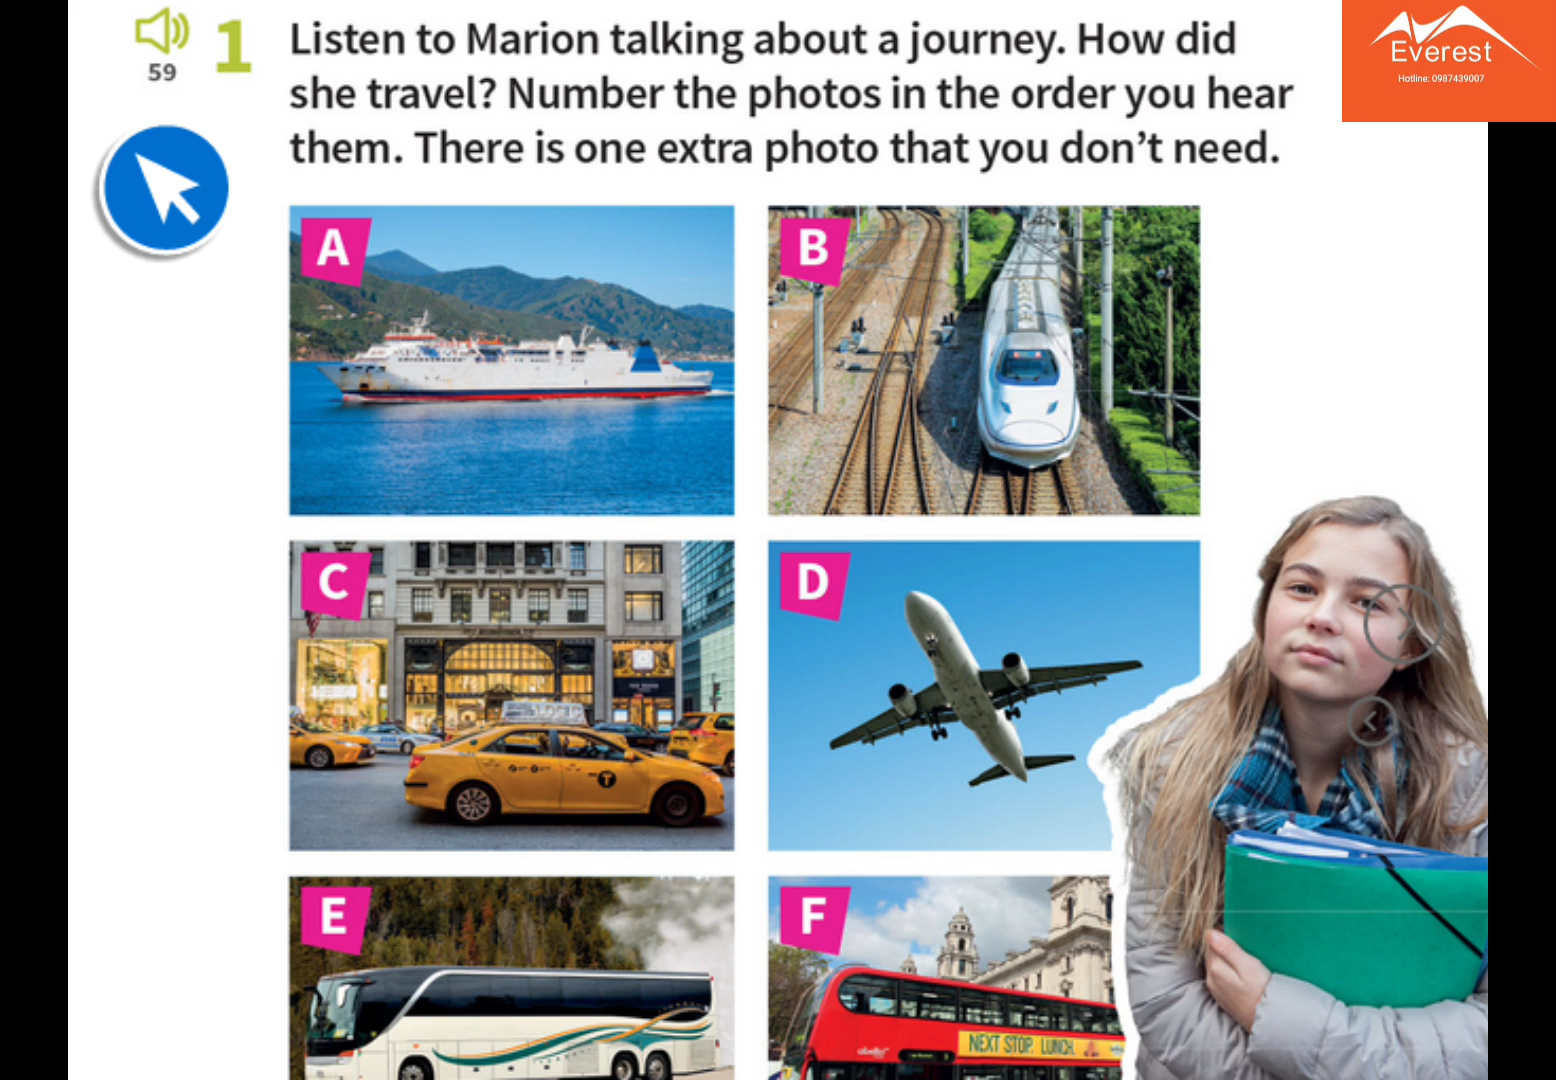 59
1
Listen to Marion talking about a journey. How did
she travel? Number the photos in the order you hear
them. There is one extra photo that you don't need.
Everest
Hotline: 0987439007
A
B
C
T
D
E
F
NEXT STOP. LUNCH.